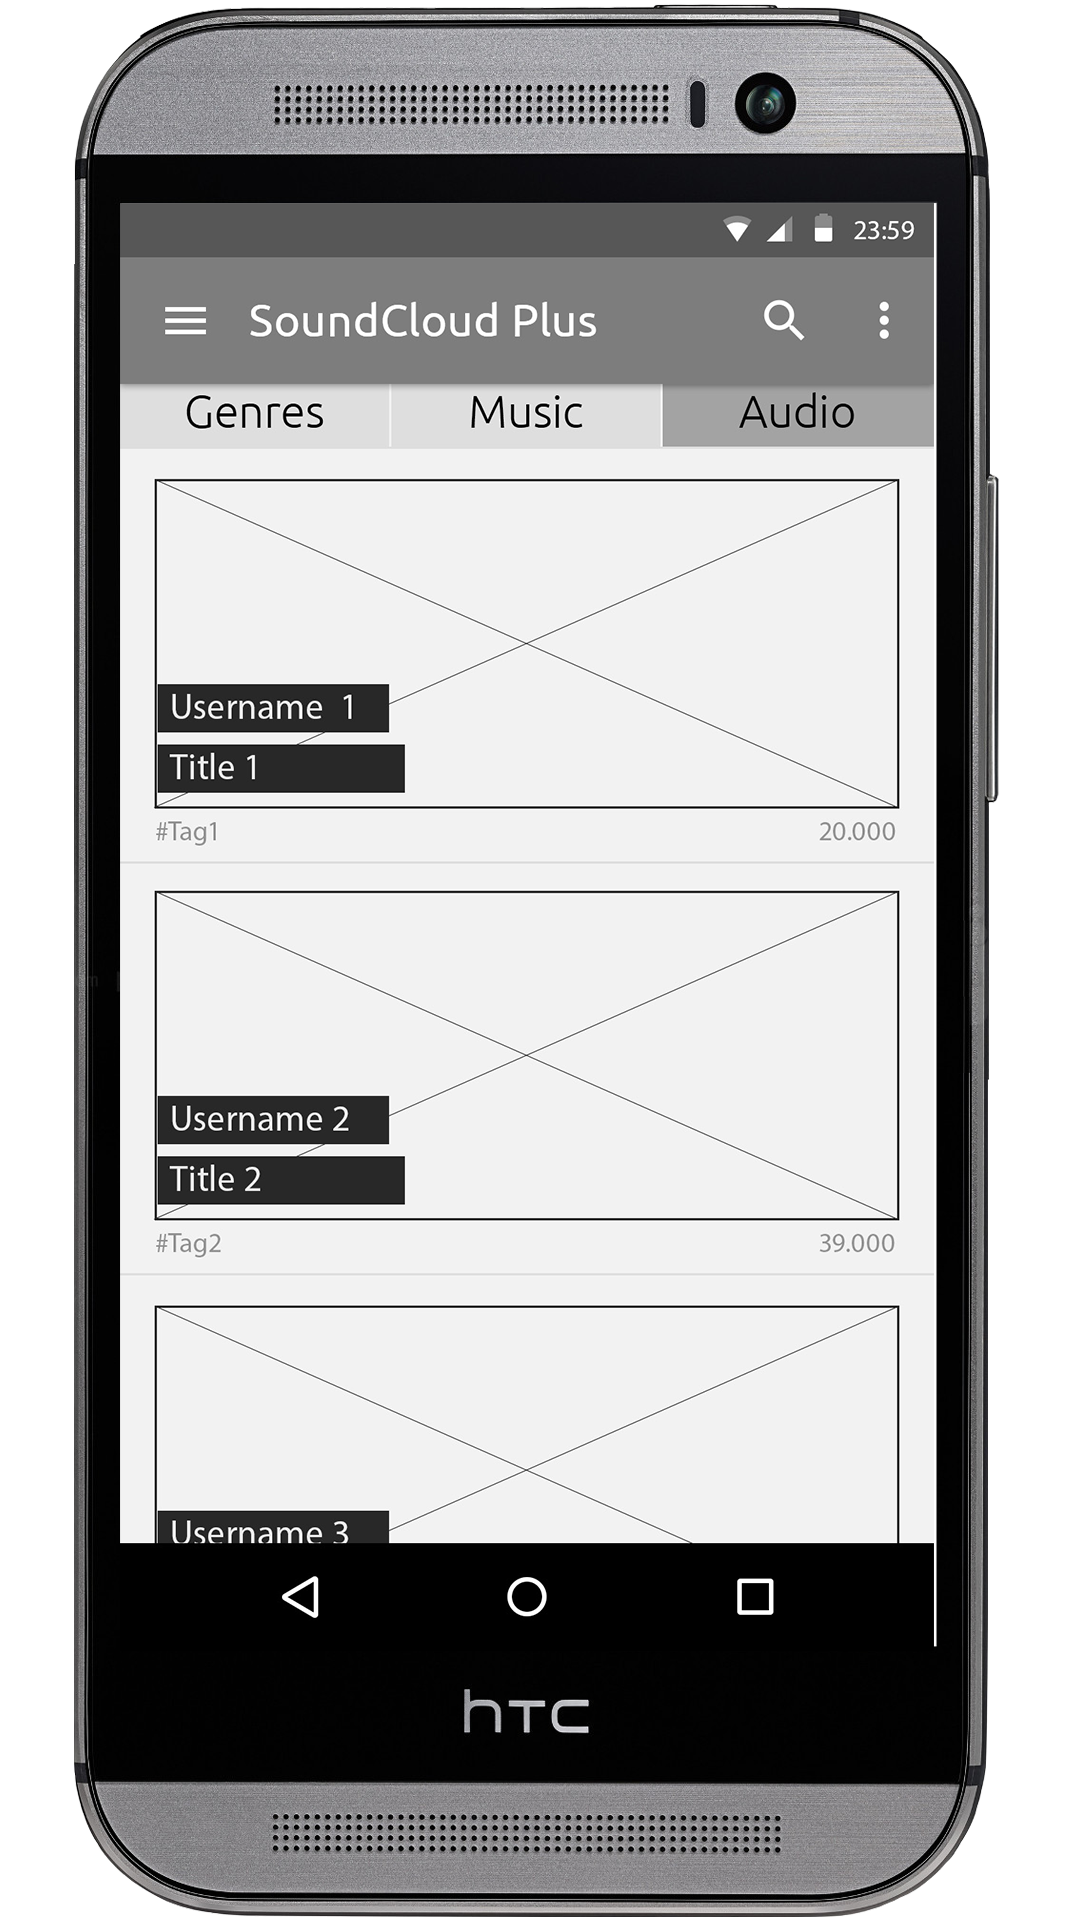 23:59
SoundCloud Plus
Genres Music Audio
Username 1
Title 1
#Tag1 20.000
Username 2
Title 2
#Tag2 39.000
Username 3
hTC